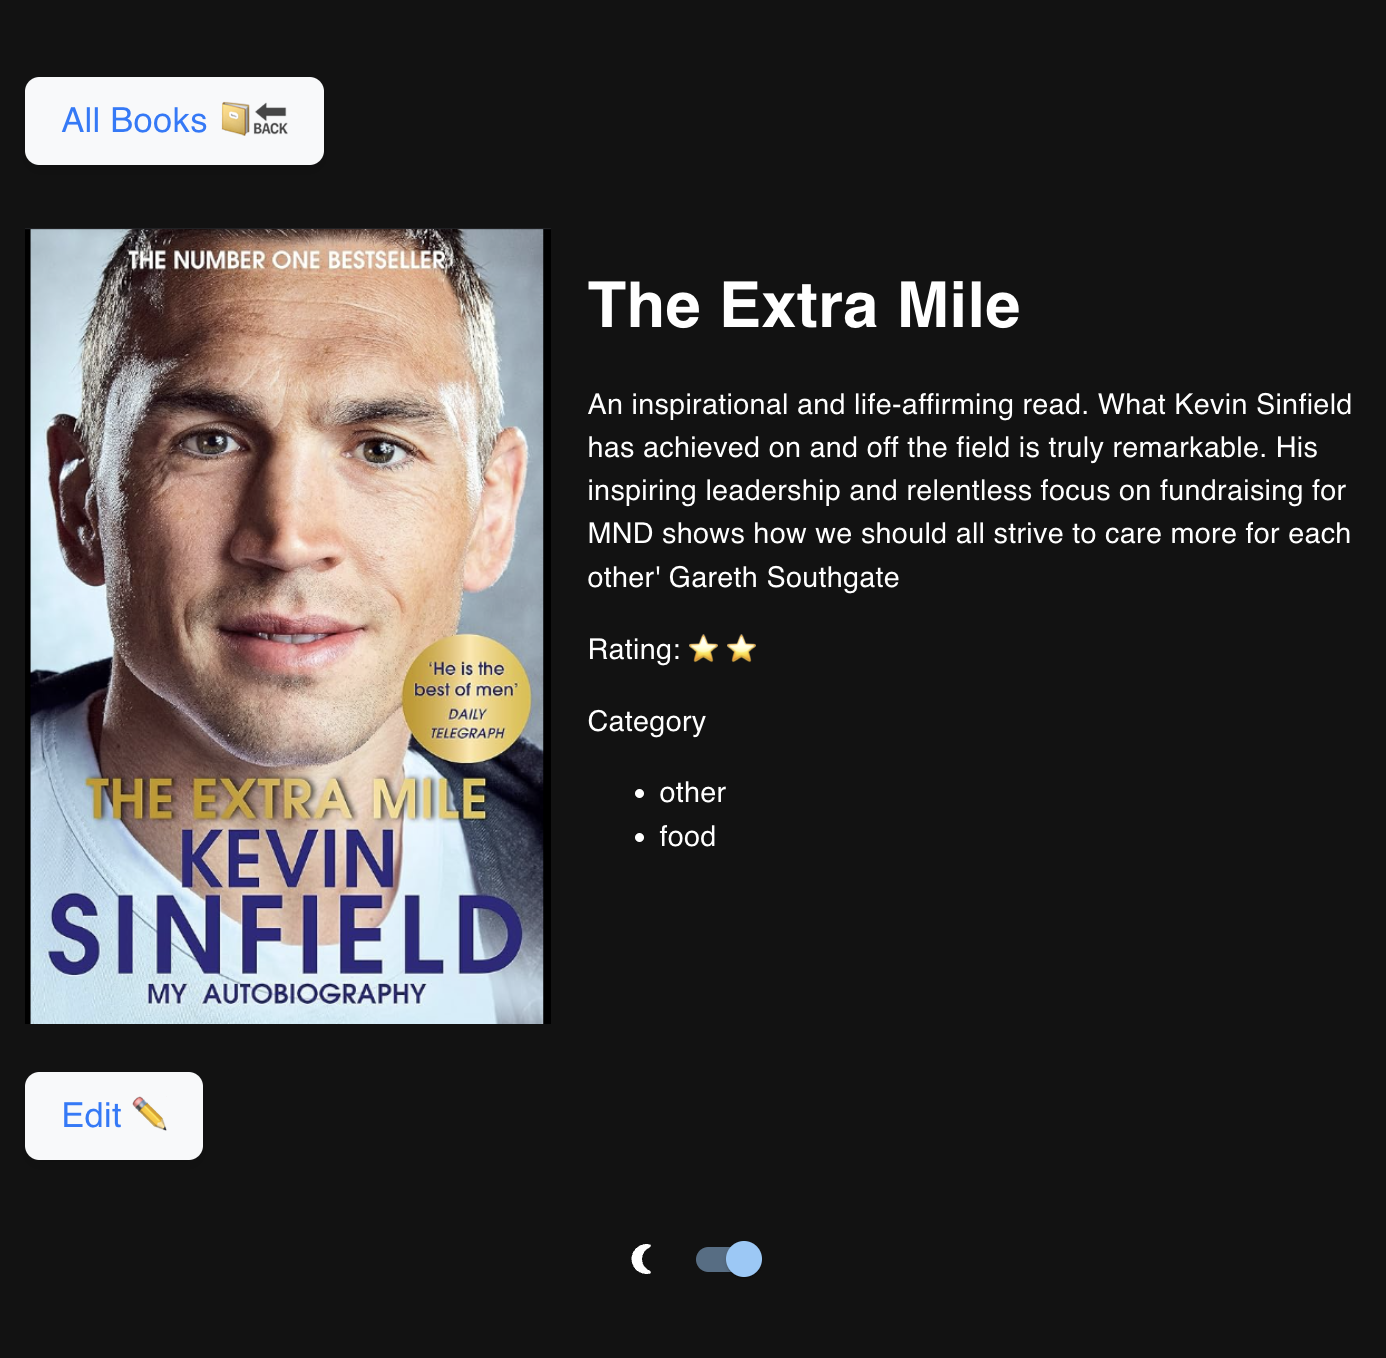 All Books
BACK
THE NUMBER ONE BESTSELLER
'He is the
best of men'
DAILY
TELEGRAPH
THE EXTRA MILE
KEVIN
SINFIELD
MY AUTOBIOGRAPHY
The Extra Mile
An inspirational and life-affirming read. What Kevin Sinfield
has achieved on and off the field is truly remarkable. His
inspiring leadership and relentless focus on fundraising for
MND shows how we should all strive to care more for each
other' Gareth Southgate
Rating: ⭐ ⭐
Category
• other
• food
Edit